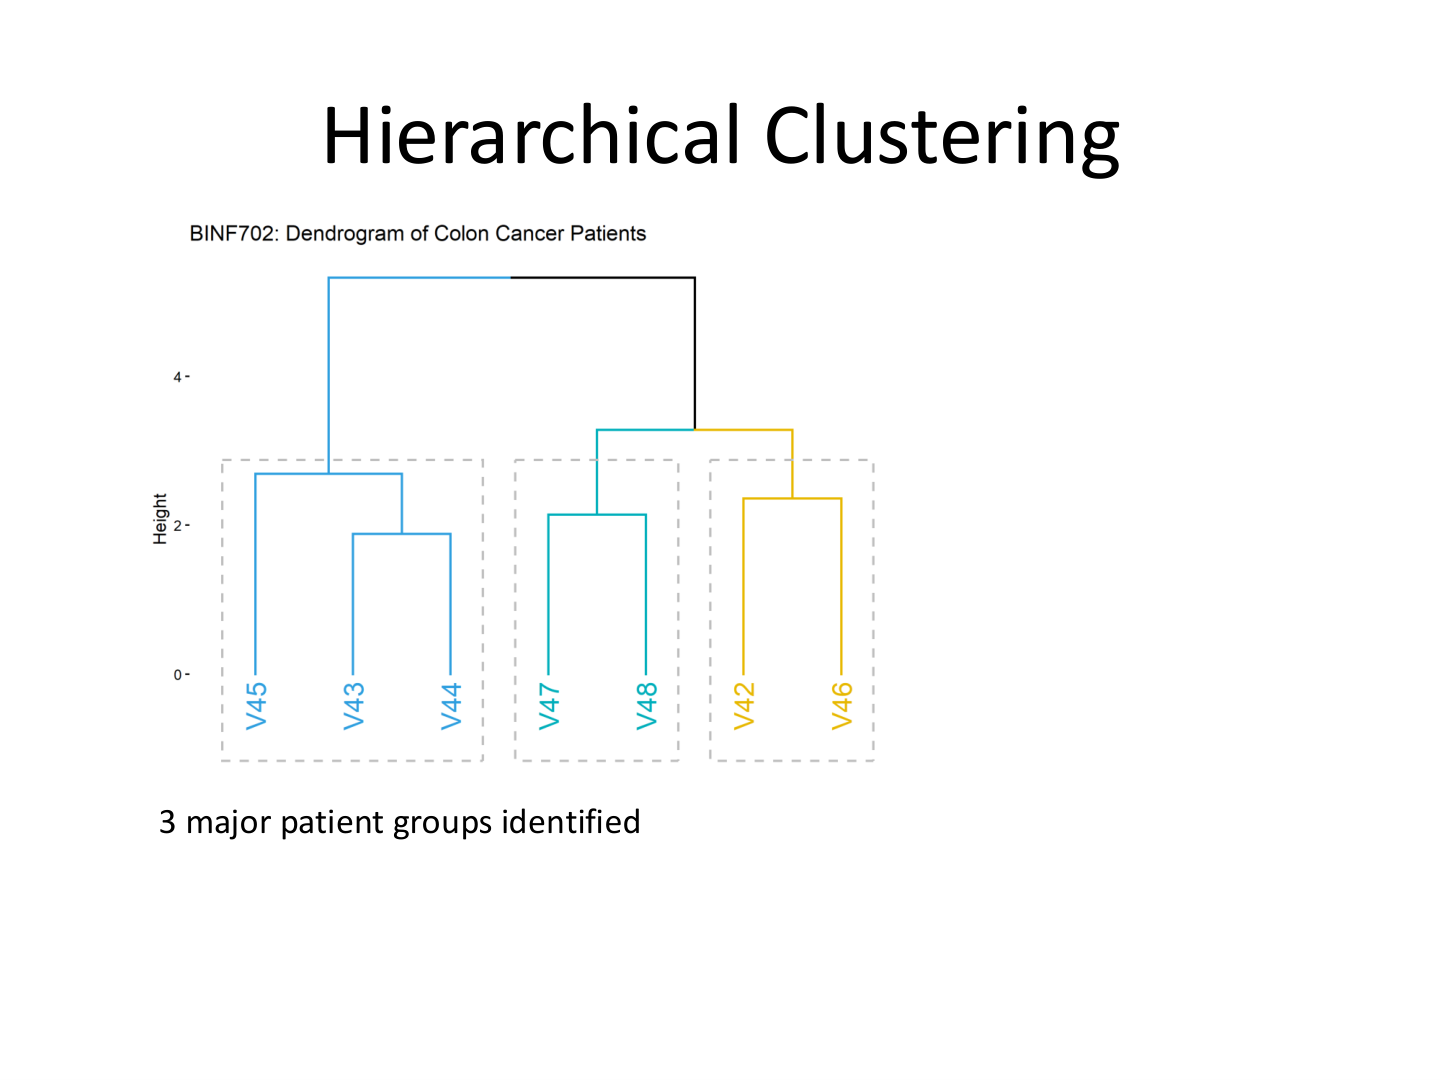 Hierarchical Clustering
BINF702: Dendrogram of Colon Cancer Patients
4
Height
2
0
V45 V43 V44 V47 V48 V42 V46
3 major patient groups identified